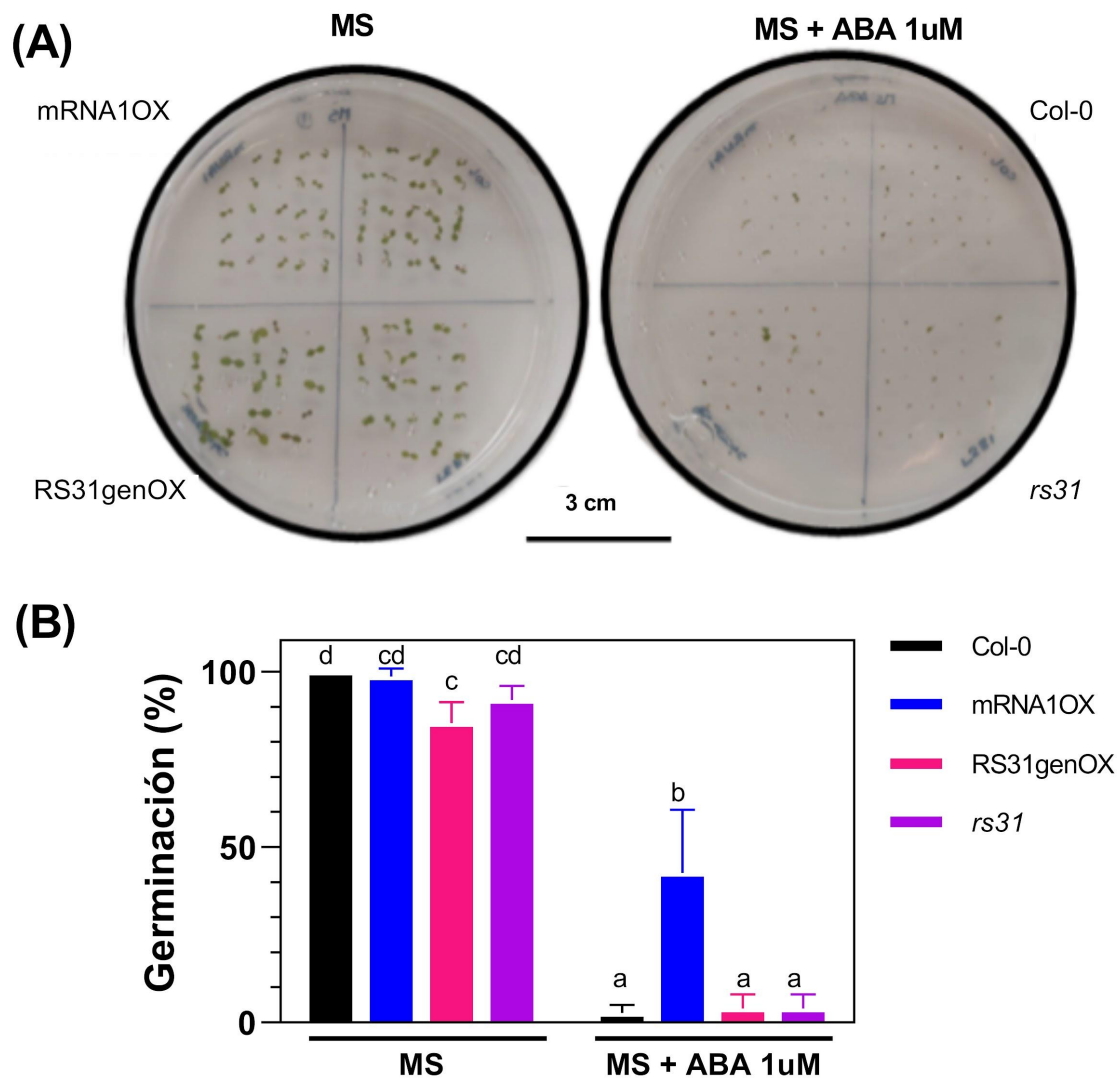 (A)
MS
MS + ABA 1uM
mRNA1OX
Col-0
RS31genOX
rs31
3 cm
(B)
Germinación (%)
100
50
0
d
cd
c
cd
a
b
a
a
MS
MS + ABA 1uM
Col-0
mRNA1OX
RS31genOX
rs31